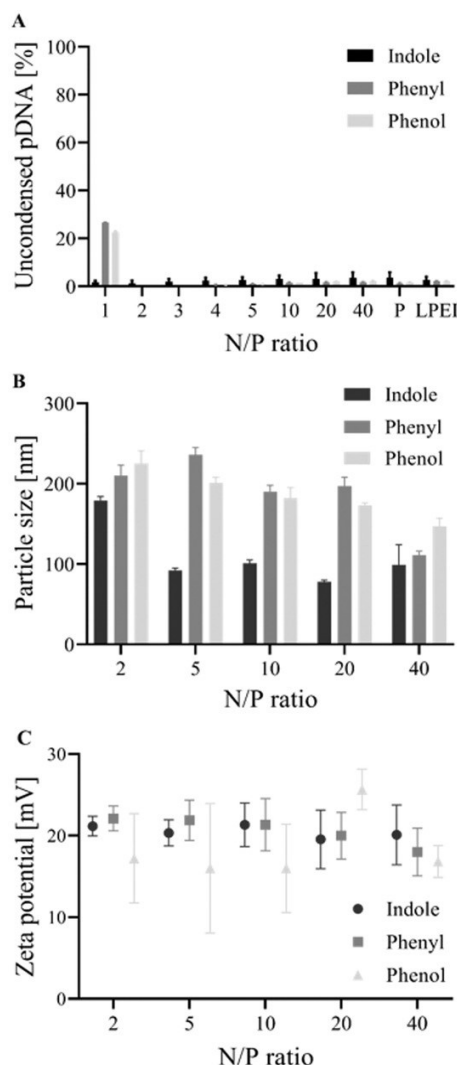 A
Uncondensed pDNA [%]
100
80
60
40
20
0
Indole
Phenyl
Phenol
1 2 3 4 5 10 20 40 P LPEI
N/P ratio
B
Particle size [nm]
300
200
100
0
Indole
Phenyl
Phenol
2 5 10 20 40
N/P ratio
C
Zeta potential [mV]
30
20
10
0
Indole
Phenyl
Phenol
2 5 10 20 40
N/P ratio